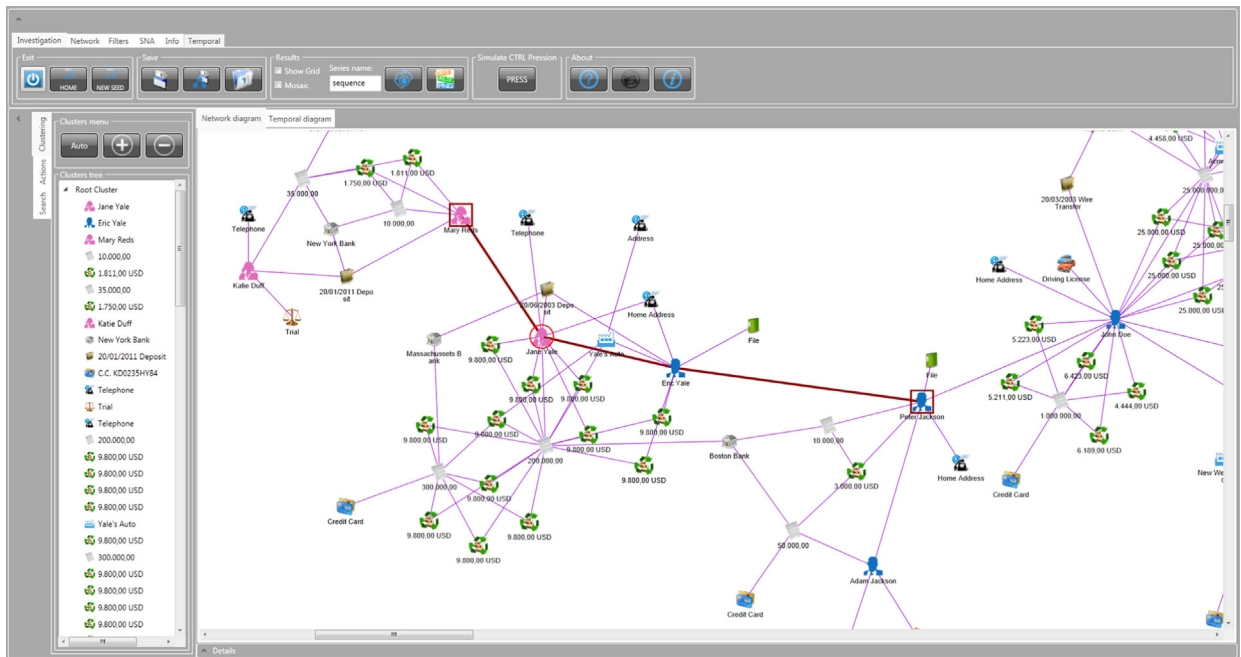 Investigation Network Filters SNA Info Temporal
Exit
HOME
NEW SEED
Save
Results
Show Grid
Mosaic
Series name:
sequence
PNG
Simulate CTRL Pression
PRESS
About
Clustering
Actions
Search
Clusters menu
Auto
Clusters tree
Root Cluster
Jane Yale
Eric Yale
Mary Reds
10.000,00
1.811,00 USD
35.000,00
1.750,00 USD
Katie Duff
New York Bank
20/01/2011 Deposit
C.C. KD0235HY84
Telephone
Trial
Telephone
200.000,00
9.800,00 USD
9.800,00 USD
9.800,00 USD
9.800,00 USD
Yale's Auto
9.800,00 USD
300.000,00
9.800,00 USD
9.800,00 USD
9.800,00 USD
9.800,00 USD
Network diagram Temporal diagram
1.811,00 USD
1.750,00 USD
35.000,00
10.000,00
Mary Reds
Telephone
New York Bank
Katie Duff
20/01/2011 Depo
sit
Trial
Telephone
Address
20/06/2003 Depo
sit
Home Address
Massachussets B
ank
Jane Yale
Yale's Auto
File
Eric Yale
9.800,00 USD
9.800,00 USD
9.800,00 USD
9.800,00 USD
9.800,00 USD
9.800,00 USD
9.800,00 USD
200.000,00
9.800,00 USD
300.000,00
9.800,00 USD
Credit Card
9.800,00 USD
9.800,00 USD
9.800,00 USD
Boston Bank
10.000,00
3.000,00 USD
50.000,00
Credit Card
Adam Jackson
File
Peter Jackson
Home Address
4.458,00 USD
20/03/2003 Wire
Transfer
25.000,00 USD
25.000,00 USD
25.000,00 USD
Home Address
Driving License
John Doe
5.223,00 USD
6.423,00 USD
5.211,00 USD
4.444,00 USD
1.000.000,00
6.189,00 USD
Credit Card
Details